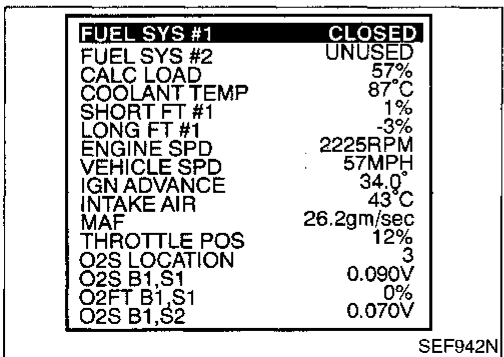 FUEL SYS #1 CLOSED
FUEL SYS #2 UNUSED
CALC LOAD 57%
COOLANT TEMP 87°C
SHORT FT #1 1%
LONG FT #1 -3%
ENGINE SPD 2225RPM
VEHICLE SPD 57MPH
IGN ADVANCE 34.0°
INTAKE AIR 43°C
MAF 26.2gm/sec
THROTTLE POS 12%
O2S LOCATION 3
O2S B1,S1 0.090V
O2FT B1,S1 0%
O2S B1,S2 0.070V
SEF942N